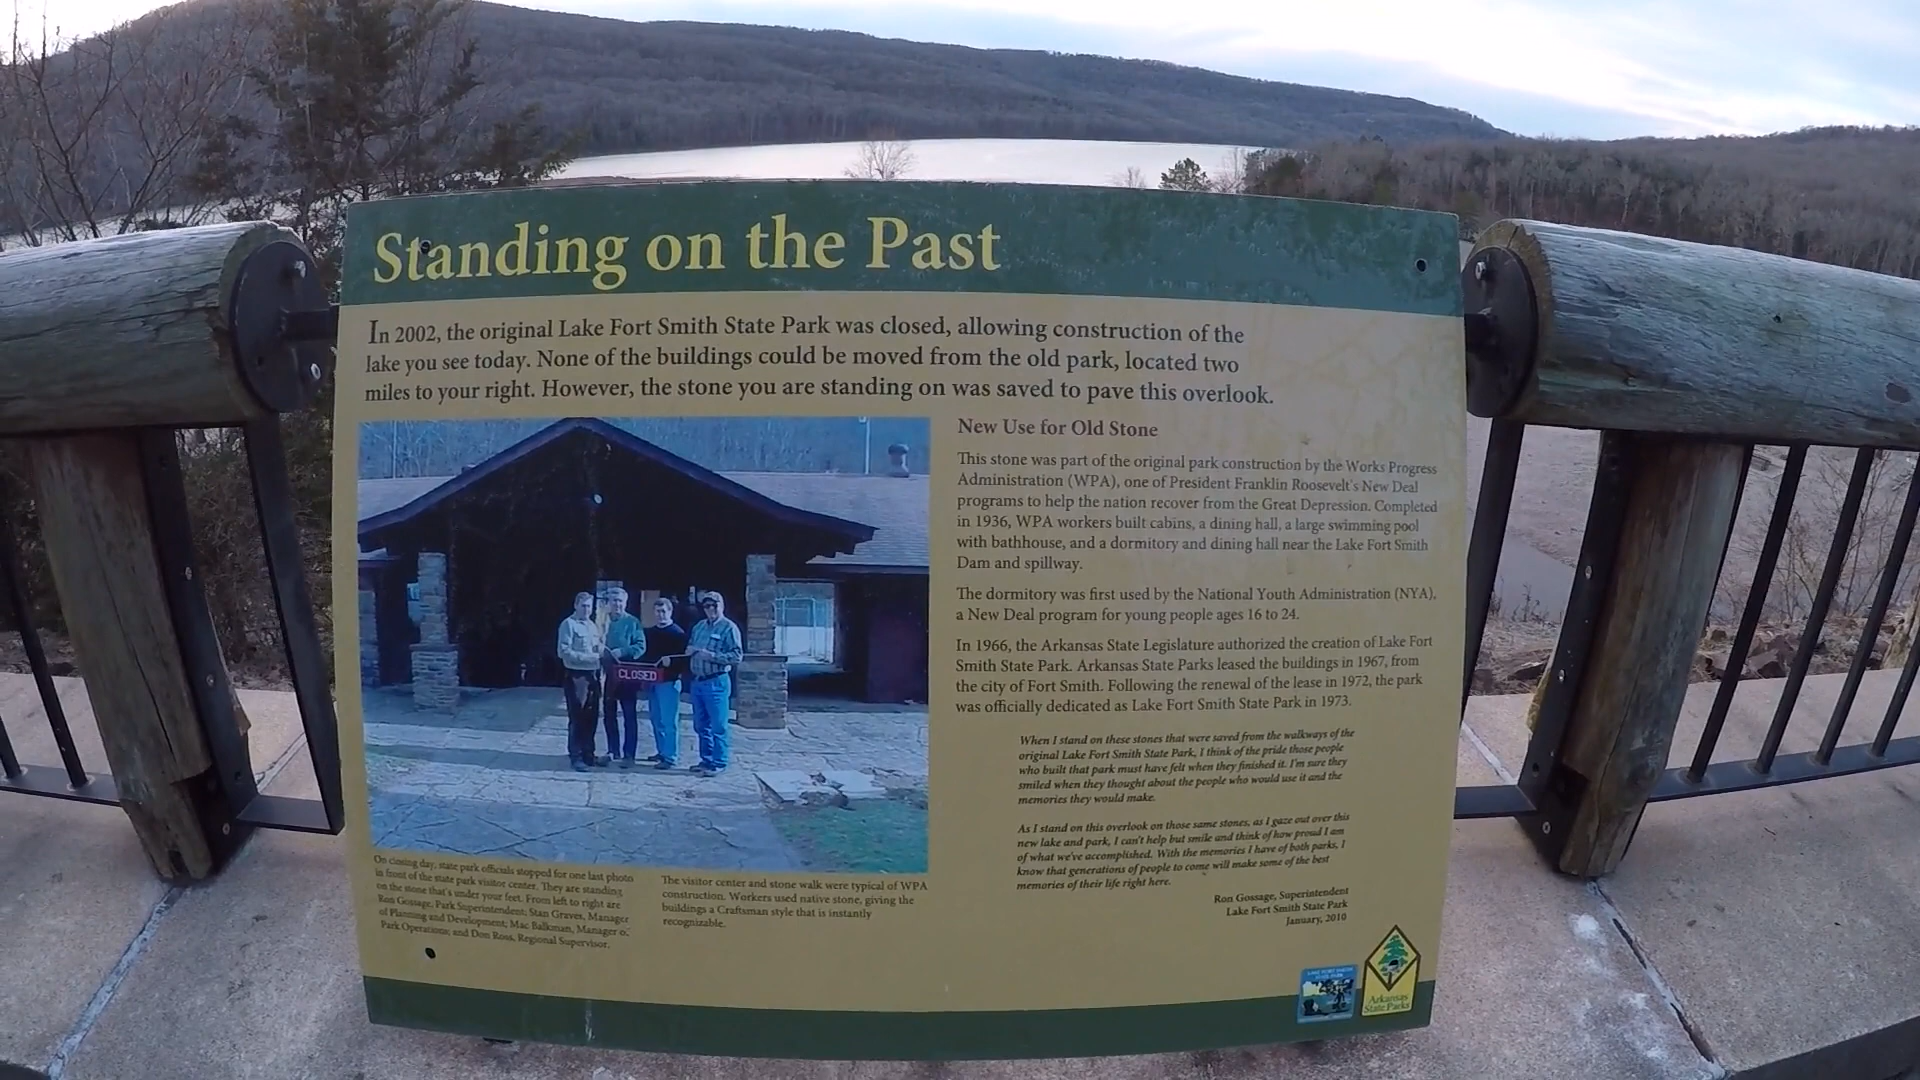 Standing on the Past
In 2002, the original Lake Fort Smith State Park was closed, allowing construction of the
lake you see today. None of the buildings could be moved from the old park, located two
miles to your right. However, the stone you are standing on was saved to pave this overlook.
CLOSED
On closing day, state park officials stopped for one last photo
in front of the state park visitor center. They are standing
on the stone that's under your feet. From left to right are
Ron Gossage, Park Superintendent; Stan Graves, Manager
of Planning and Development; Mac Balkman, Manager o.
Park Operations; and Don Ross, Regional Supervisor.
The visitor center and stone walk were typical of WPA
construction. Workers used native stone, giving the
buildings a Craftsman style that is instantly
recognizable.
New Use for Old Stone
This stone was part of the original park construction by the Works Progress
Administration (WPA), one of President Franklin Roosevelt's New Deal
programs to help the nation recover from the Great Depression. Completed
in 1936, WPA workers built cabins, a dining hall, a large swimming pool
with bathhouse, and a dormitory and dining hall near the Lake Fort Smith
Dam and spillway.
The dormitory was first used by the National Youth Administration (NYA),
a New Deal program for young people ages 16 to 24.
In 1966, the Arkansas State Legislature authorized the creation of Lake Fort
Smith State Park. Arkansas State Parks leased the buildings in 1967, from
the city of Fort Smith. Following the renewal of the lease in 1972, the park
was officially dedicated as Lake Fort Smith State Park in 1973.
When I stand on these stones that were saved from the walkways of the
original Lake Fort Smith State Park, I think of the pride those people
who built that park must have felt when they finished it. I'm sure they
smiled when they thought about the people who would use it and the
memories they would make.
As I stand on this overlook on those same stones, as I gaze out over this
new lake and park, I can't help but smile and think of how proud I am
of what we've accomplished. With the memories I have of both parks, I
know that generations of people to come will make some of the best
memories of their life right here.
Ron Gossage, Superintendent
Lake Fort Smith State Park
January, 2010
LAKE FORT SMITH
STATE PARK
Arkansas
State Parks